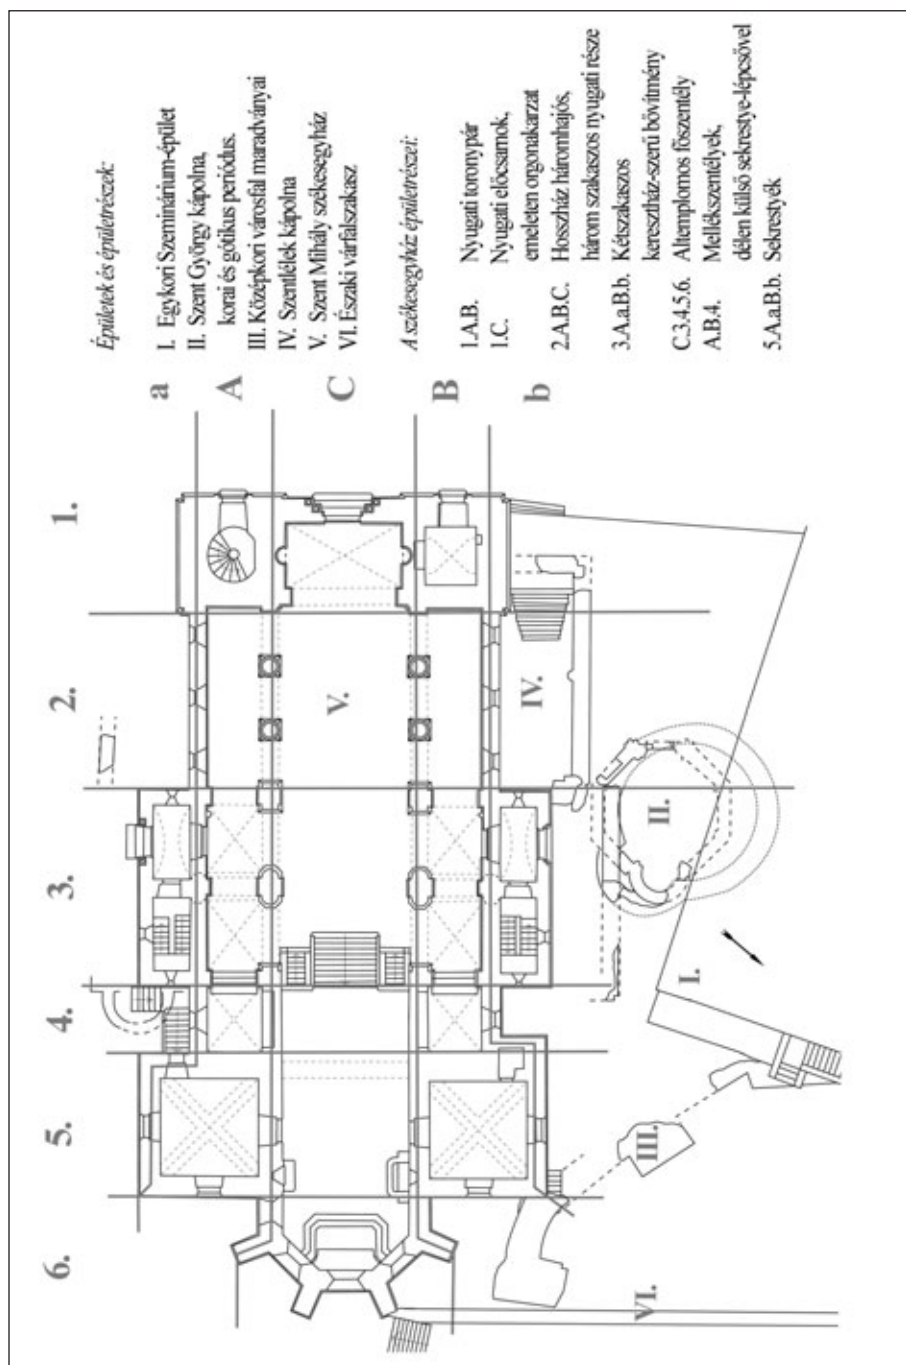 Épületek és épületrészek:
I. Egykori Szeminárium-épület
II. Szent György kápolna,
korai és gótikus periódus.
III. Középkori városfal maradványai
IV. Szentlélek kápolna
V. Szent Mihály székesegyház
VI. Északi várfalszakasz
A székesegyház épületrészei:
1.A.B. Nyugati toronypár
1.C. Nyugati előcsarnok,
emeleten orgonakarzat
2.A.B.C. Hosszház háromhajós,
három szakaszos nyugati része
3.A.a.B.b Kétszakaszos
keresztház-szerű bővítmény
C.3.4.5.6. Altemplomos főszentély
A.B.4. Mellékszentélyek,
délen külső sekrestye-lépcsővel
5.A.a.B.b. Sekrestyék
a
A
C
B
b
1.
2.
3.
4.
5.
6.
V.
IV.
II.
I.
III.
VI.